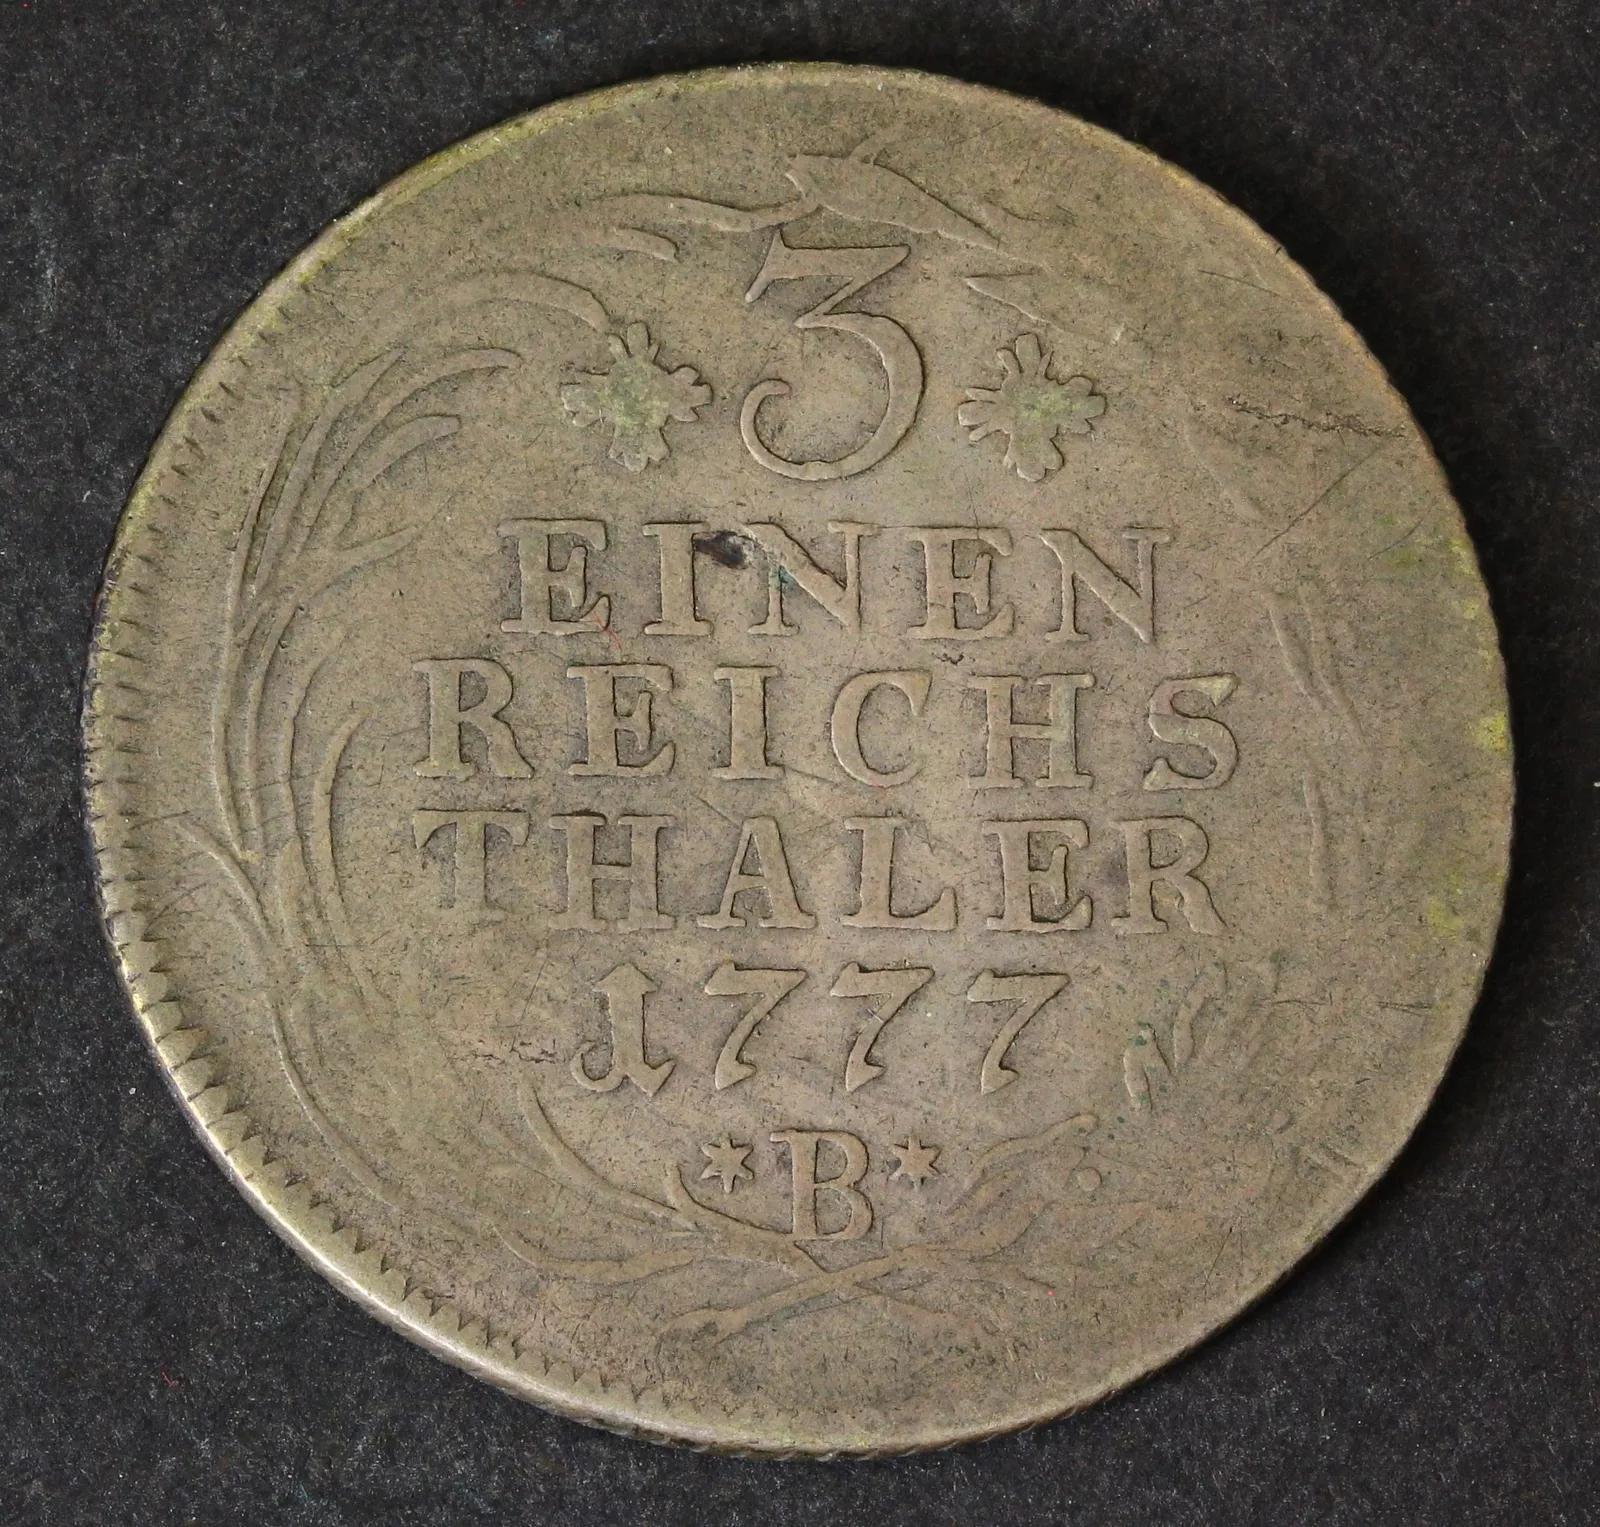 3
EINEN
REICHS
THALER
1777
*B*